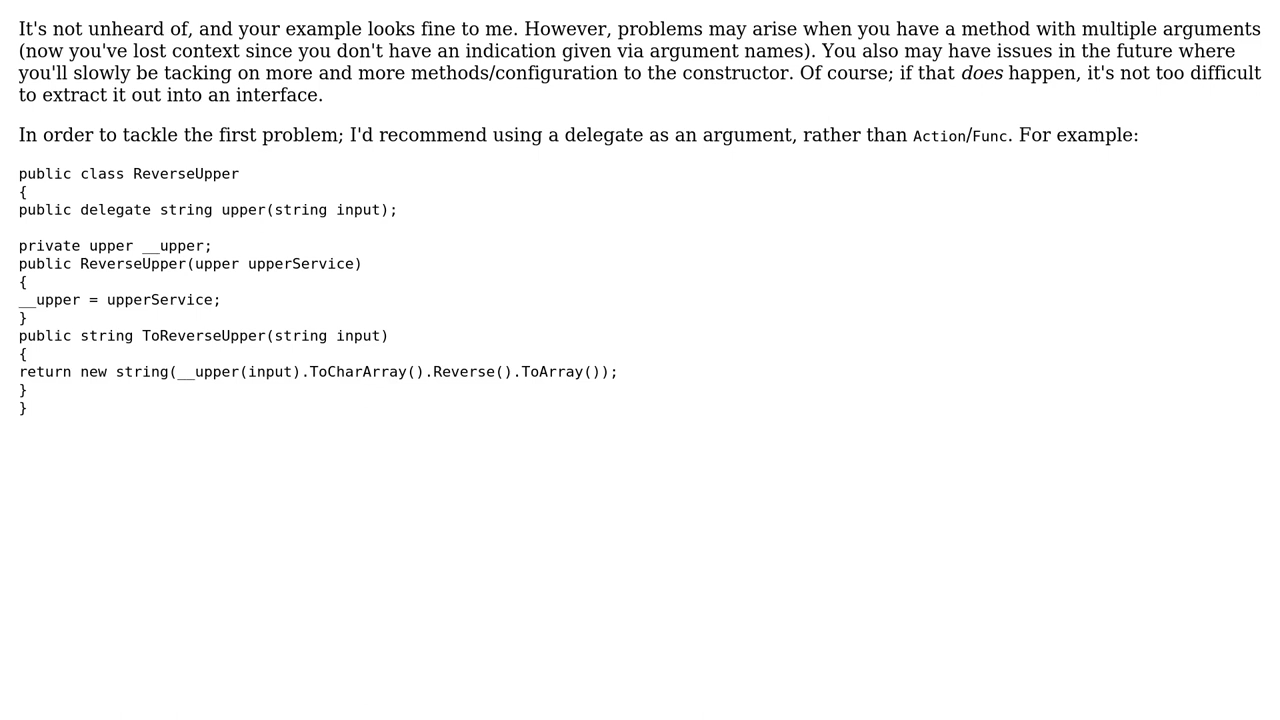 It's not unheard of, and your example looks fine to me. However, problems may arise when you have a method with multiple arguments
(now you've lost context since you don't have an indication given via argument names). You also may have issues in the future where
you'll slowly be tacking on more and more methods/configuration to the constructor. Of course; if that does happen, it's not too difficult
to extract it out into an interface.
In order to tackle the first problem; I'd recommend using a delegate as an argument, rather than Action/Func. For example:
public class ReverseUpper
{
public delegate string upper(string input);
private upper __upper;
public ReverseUpper(upper upperService)
{
__upper = upperService;
}
public string ToReverseUpper(string input)
{
return new string(__upper(input).ToCharArray().Reverse().ToArray());
}
}